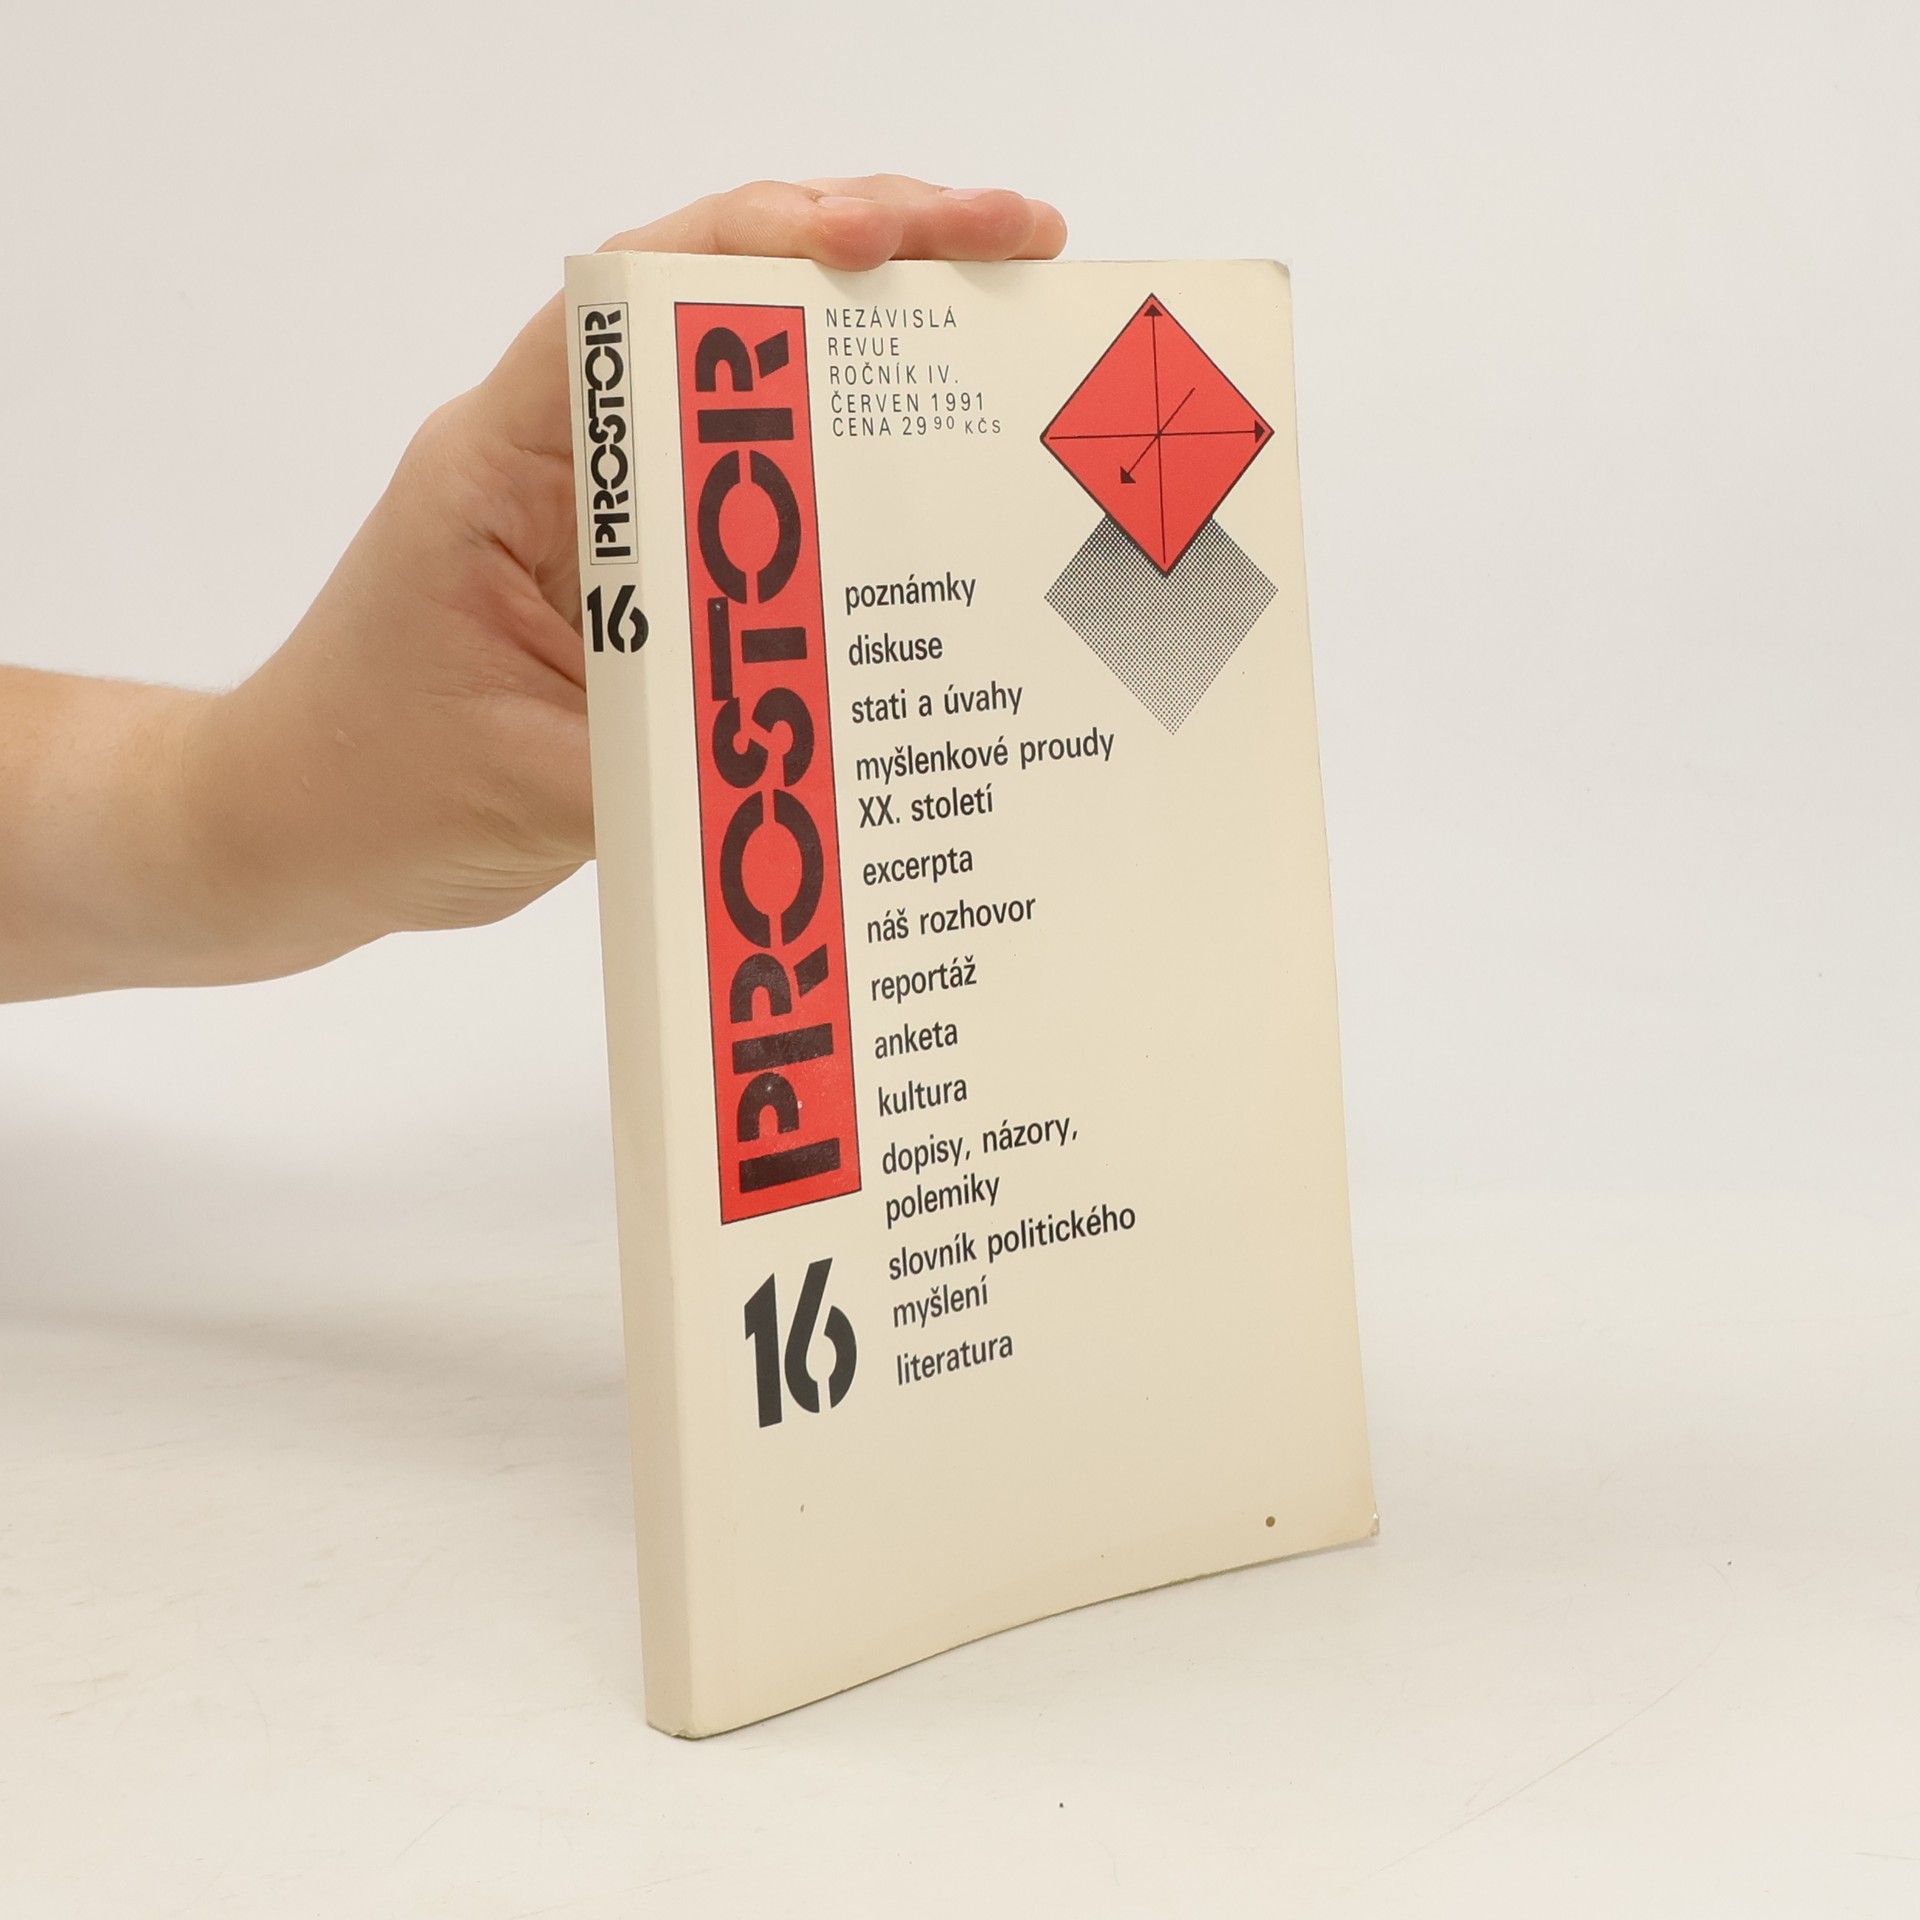 PROSTOR
16
PROSTOR
16
NEZÁVISLÁ
REVUE
ROČNÍK IV.
ČERVEN 1991
CENA 29 90 KČS
poznámky
diskuse
stati a úvahy
myšlenkové proudy
XX. století
excerpta
náš rozhovor
reportáž
anketa
kultura
dopisy, názory,
polemiky
slovník politického
myšlení
literatura